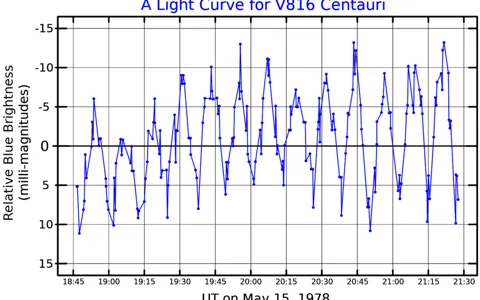 A Light Curve for V816 Centauri
Relative Blue Brightness
(milli-magnitudes)
-15
-10
-5
0
5
10
15
18:45 19:00 19:15 19:30 19:45 20:00 20:15 20:30 20:45 21:00 21:15 21:30
UT on May 15, 1978